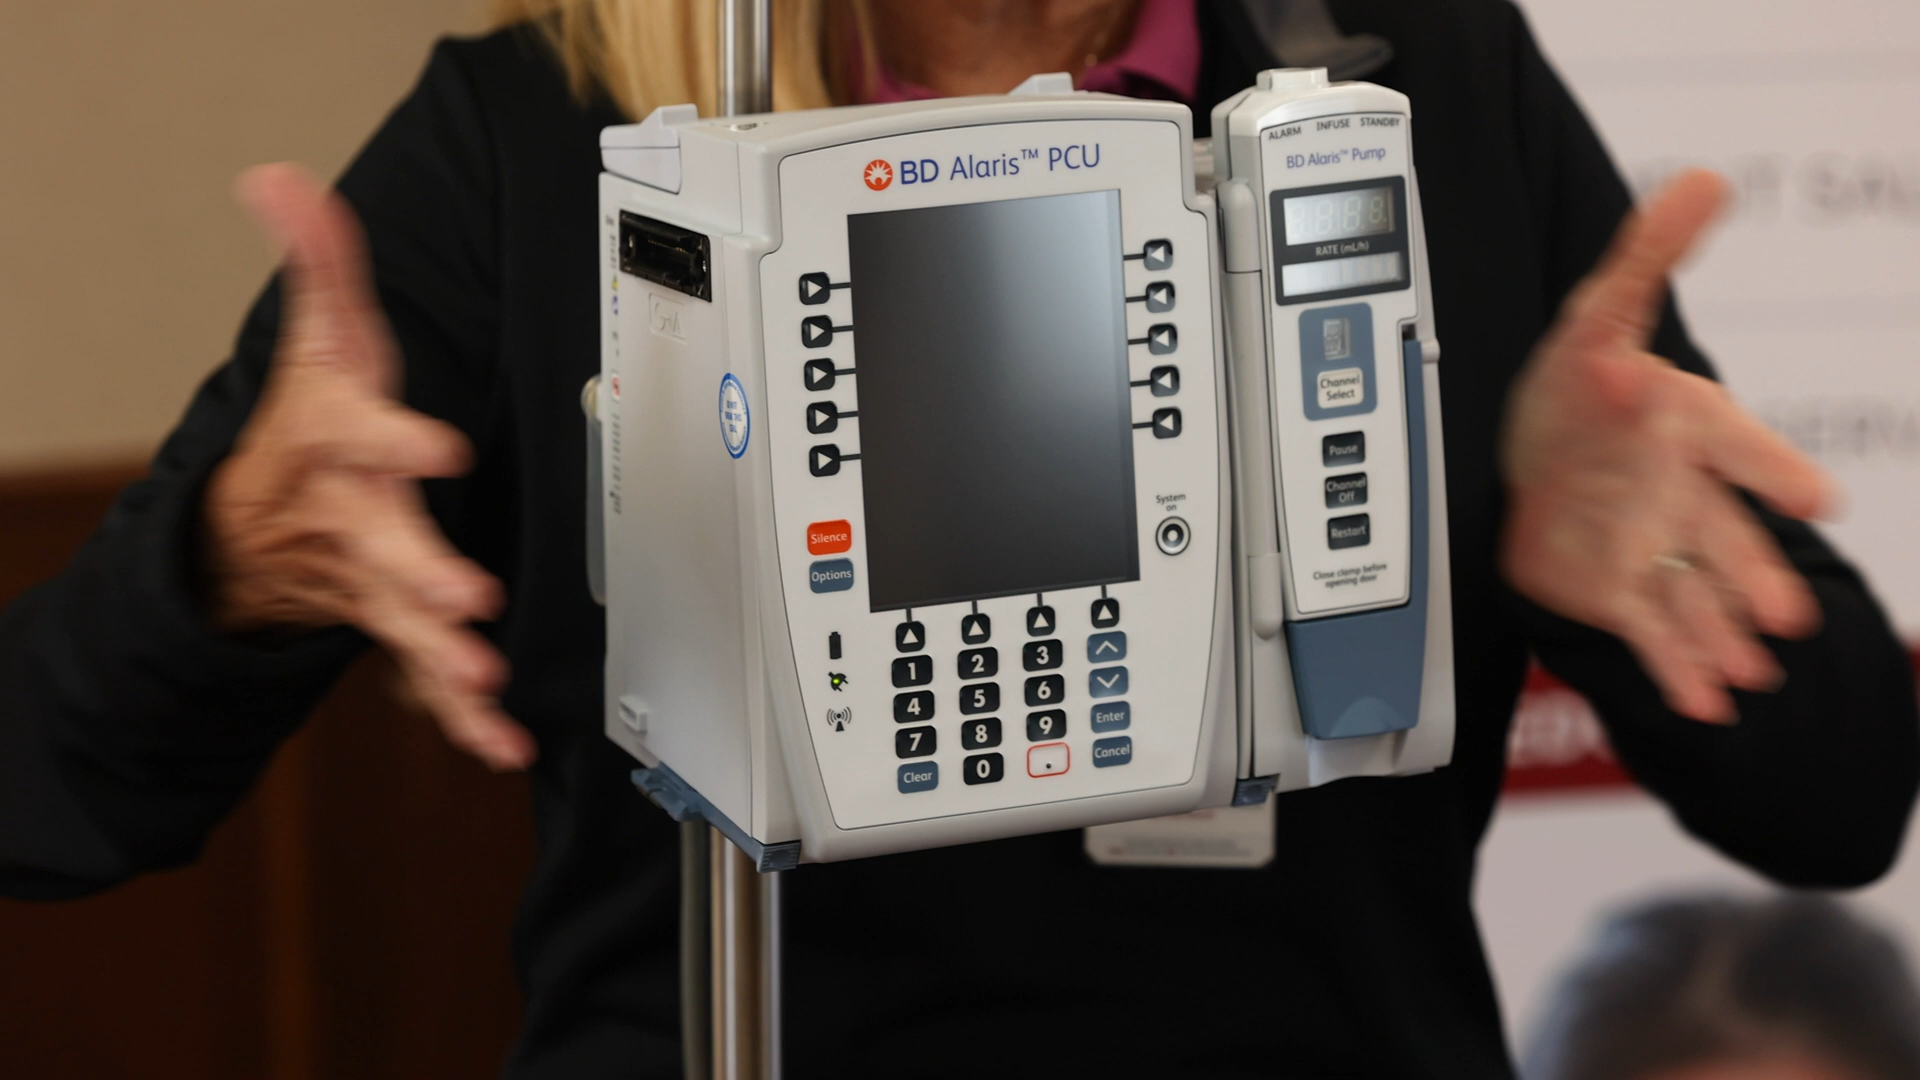 BD Alaris™ PCU
ALARM INFUSE STANDBY
BD Alaris™ Pump
RATE (mL/h)
Channel
Select
Pause
Channel
Off
Restart
Close clamp before
opening door
System
on
Silence
Options
1 2 3
4 5 6
7 8 9
Clear 0 .
Enter
Cancel